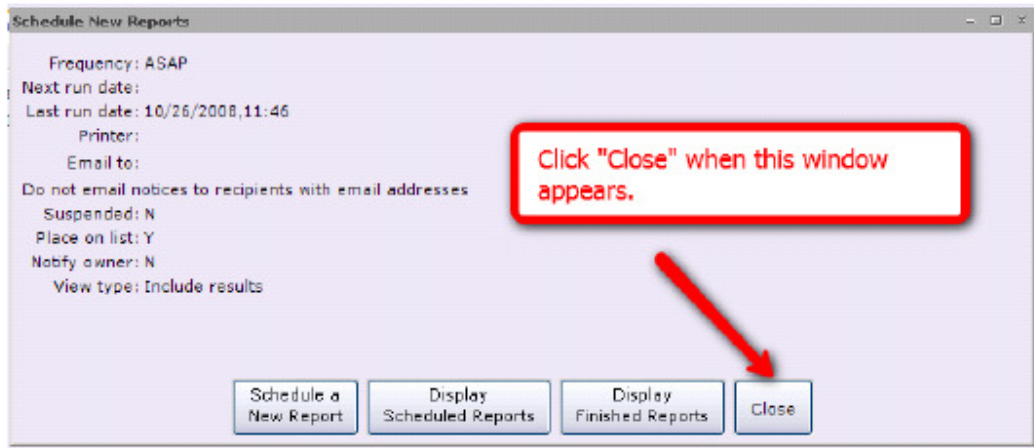 Schedule New Reports
Frequency: ASAP
Next run date:
Last run date: 10/26/2008,11:46
Printer:
Email to:
Do not email notices to recipients with email addresses
Suspended: N
Place on list: Y
Notify owner: N
View type: Include results
Click "Close" when this window
appears.
Schedule a
New Report
Display
Scheduled Reports
Display
Finished Reports
Close